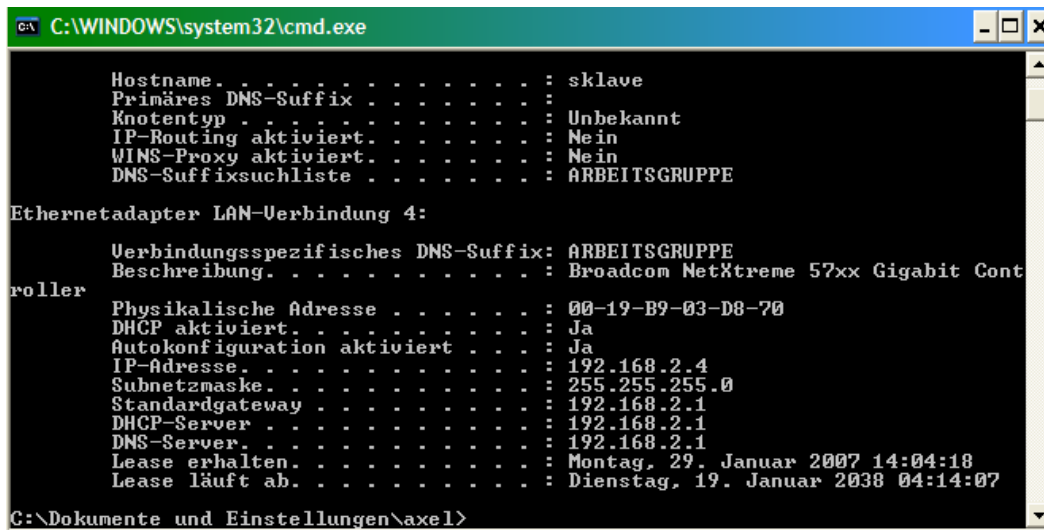 C:\WINDOWS\system32\cmd.exe
Hostname. . . . . . . . . . . . . : sklave
Primäres DNS-Suffix . . . . . . . :
Knotentyp . . . . . . . . . . . . : Unbekannt
IP-Routing aktiviert. . . . . . . : Nein
WINS-Proxy aktiviert. . . . . . . : Nein
DNS-Suffixsuchliste . . . . . . . : ARBEITSGRUPPE
Ethernetadapter LAN-Verbindung 4:
Verbindungsspezifisches DNS-Suffix: ARBEITSGRUPPE
Beschreibung. . . . . . . . . . . : Broadcom NetXtreme 57xx Gigabit Cont
roller
Physikalische Adresse . . . . . . : 00-19-B9-03-D8-70
DHCP aktiviert. . . . . . . . . . : Ja
Autokonfiguration aktiviert . . . : Ja
IP-Adresse. . . . . . . . . . . . : 192.168.2.4
Subnetzmaske. . . . . . . . . . . : 255.255.255.0
Standardgateway . . . . . . . . . : 192.168.2.1
DHCP-Server . . . . . . . . . . . : 192.168.2.1
DNS-Server. . . . . . . . . . . . : 192.168.2.1
Lease erhalten. . . . . . . . . . : Montag, 29. Januar 2007 14:04:18
Lease läuft ab. . . . . . . . . . : Dienstag, 19. Januar 2038 04:14:07
C:\Dokumente und Einstellungen\axel>